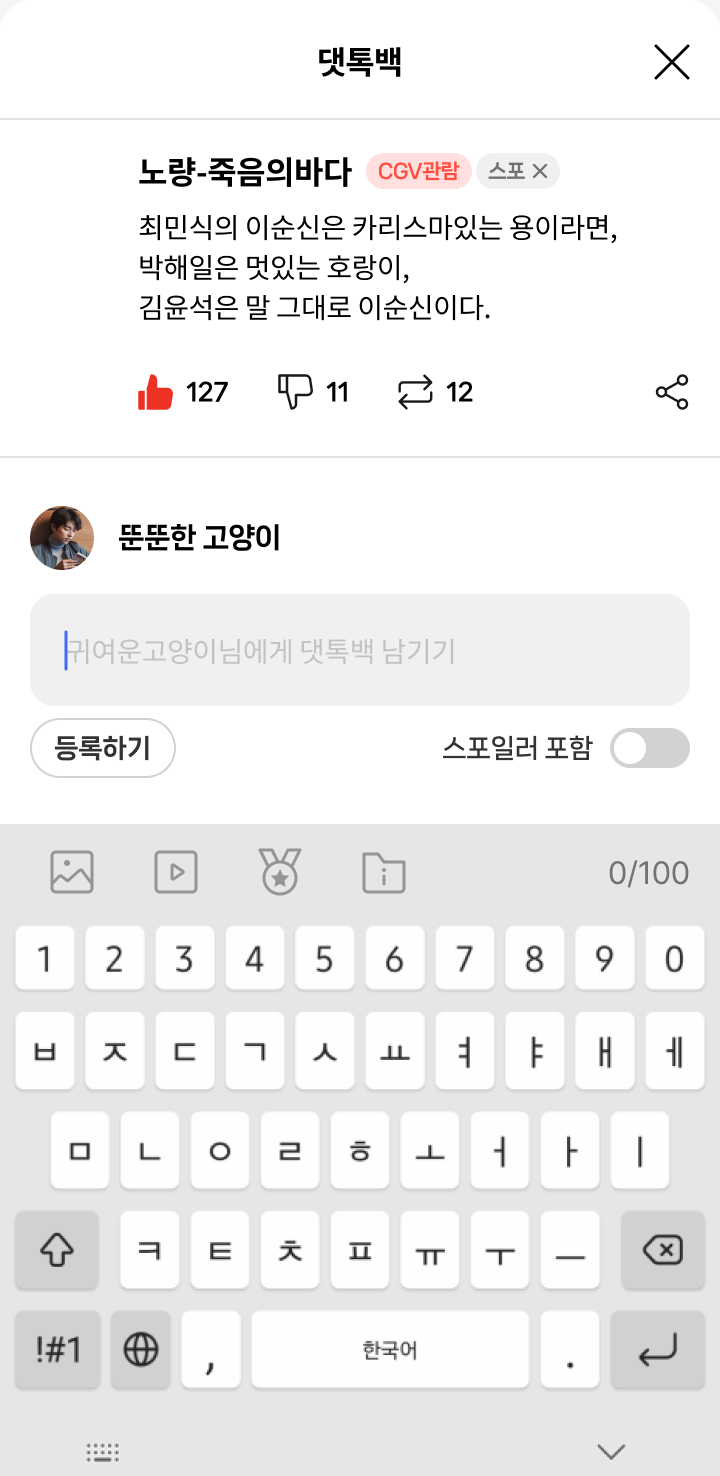 댓톡백
노량-죽음의바다 CGV관람 스포 ×
최민식의 이순신은 카리스마있는 용이라면,
박해일은 멋있는 호랑이,
김윤석은 말 그대로 이순신이다.
127 11 12
뚠뚠한 고양이
귀여운고양이님에게 댓톡백 남기기
등록하기 스포일러 포함
0/100
1 2 3 4 5 6 7 8 9 0
ㅂ ㅈ ㄷ ㄱ ㅅ ㅛ ㅕ ㅑ ㅐ ㅔ
ㅁ ㄴ ㅇ ㄹ ㅎ ㅗ ㅓ ㅏ ㅣ
ㅋ ㅌ ㅊ ㅍ ㅠ ㅜ ㅡ
!#1 , 한국어 .